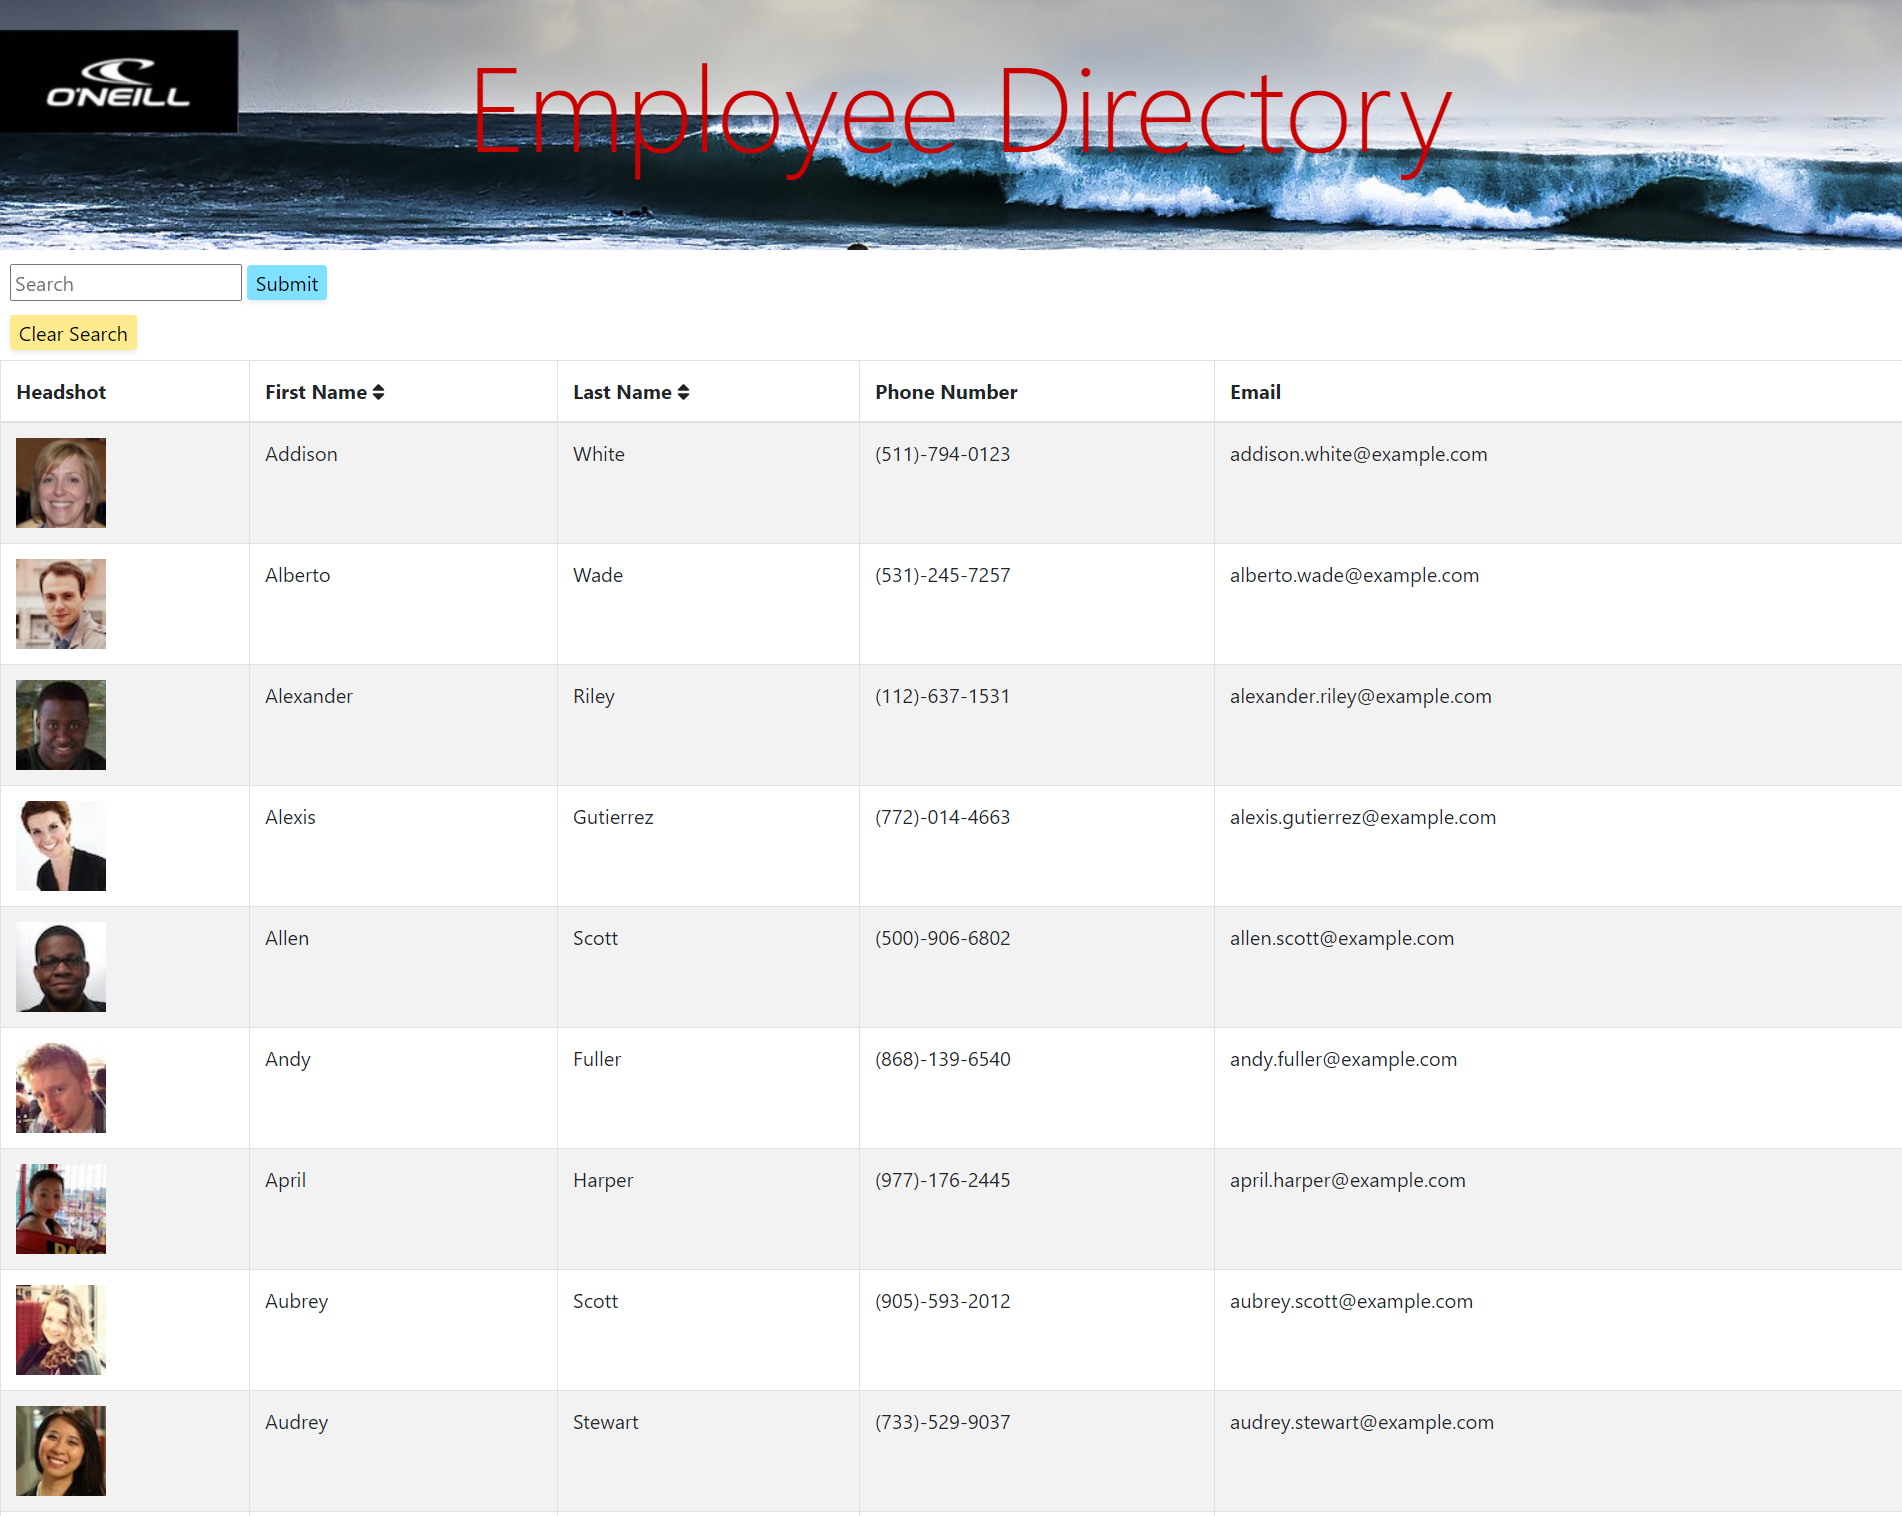 O'NEILL
Employee Directory
Search Submit
Clear Search
Headshot First Name Last Name Phone Number Email
Addison White (511)-794-0123 addison.white@example.com
Alberto Wade (531)-245-7257 alberto.wade@example.com
Alexander Riley (112)-637-1531 alexander.riley@example.com
Alexis Gutierrez (772)-014-4663 alexis.gutierrez@example.com
Allen Scott (500)-906-6802 allen.scott@example.com
Andy Fuller (868)-139-6540 andy.fuller@example.com
April Harper (977)-176-2445 april.harper@example.com
Aubrey Scott (905)-593-2012 aubrey.scott@example.com
Audrey Stewart (733)-529-9037 audrey.stewart@example.com